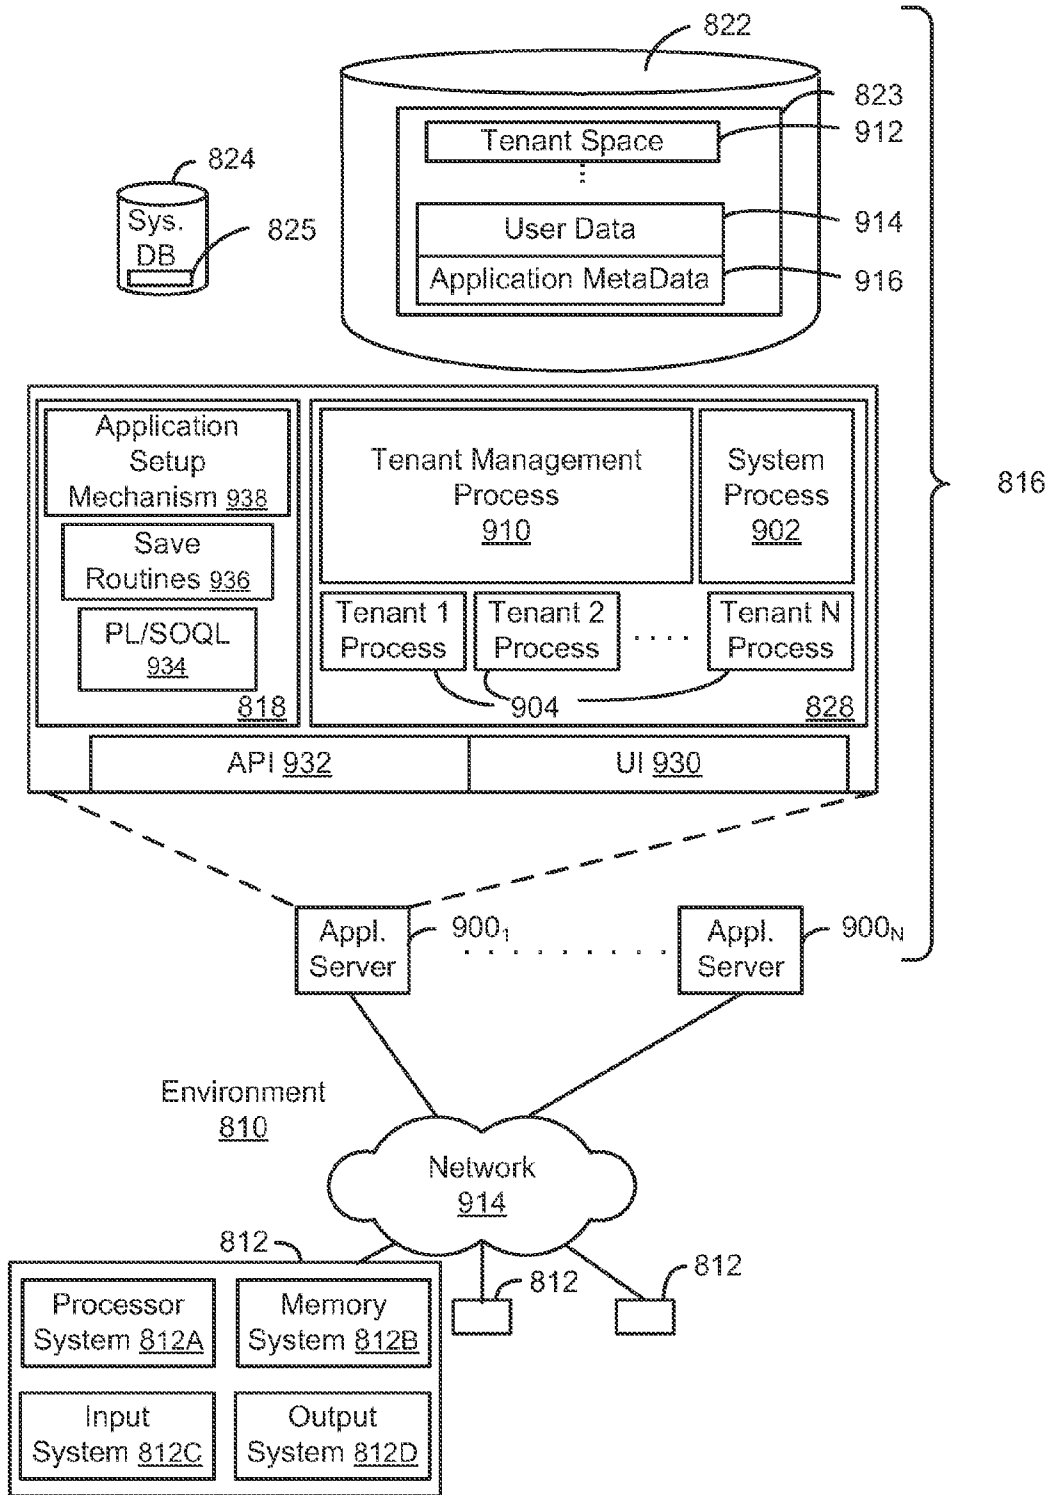 822
823
Tenant Space
912
824
Sys.
DB
825
User Data
914
Application MetaData
916
816
Application
Setup
Mechanism 938
Save
Routines 936
PL/SOQL
934
818
Tenant Management
Process
910
System
Process
902
Tenant 1
Process
Tenant 2
Process
....
Tenant N
Process
904
828
API 932
UI 930
Appl.
Server
900₁
Appl.
Server
900N
Environment
810
Network
914
812
812
812
Processor
System 812A
Memory
System 812B
Input
System 812C
Output
System 812D